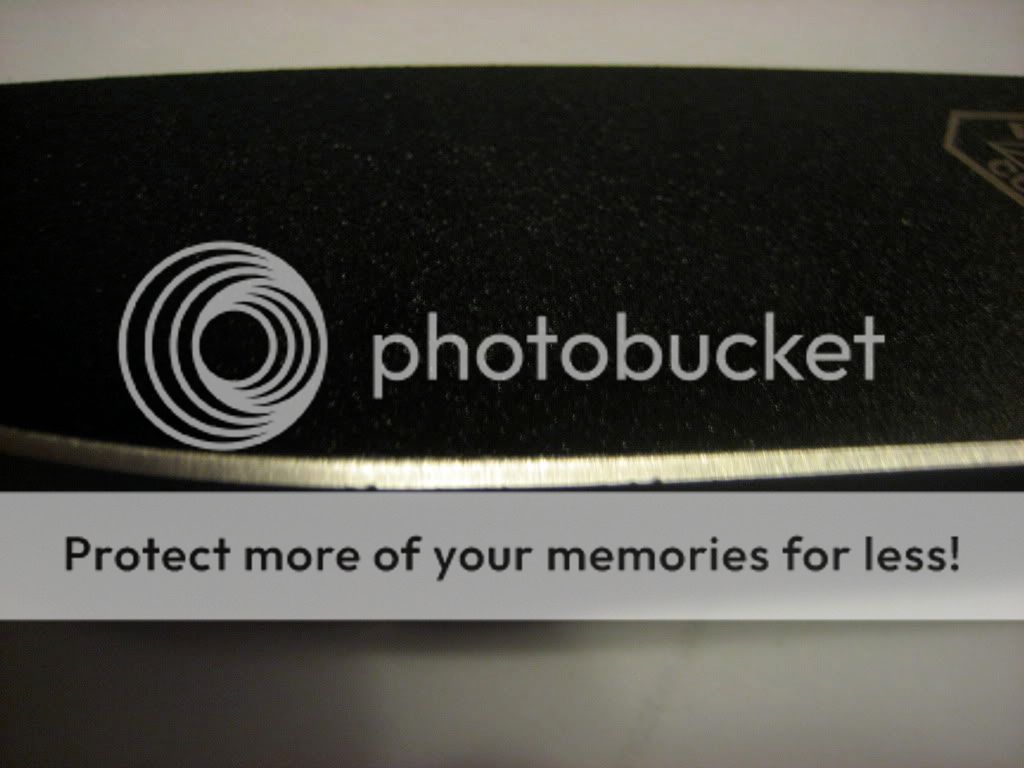 photobucket
Protect more of your memories for less!